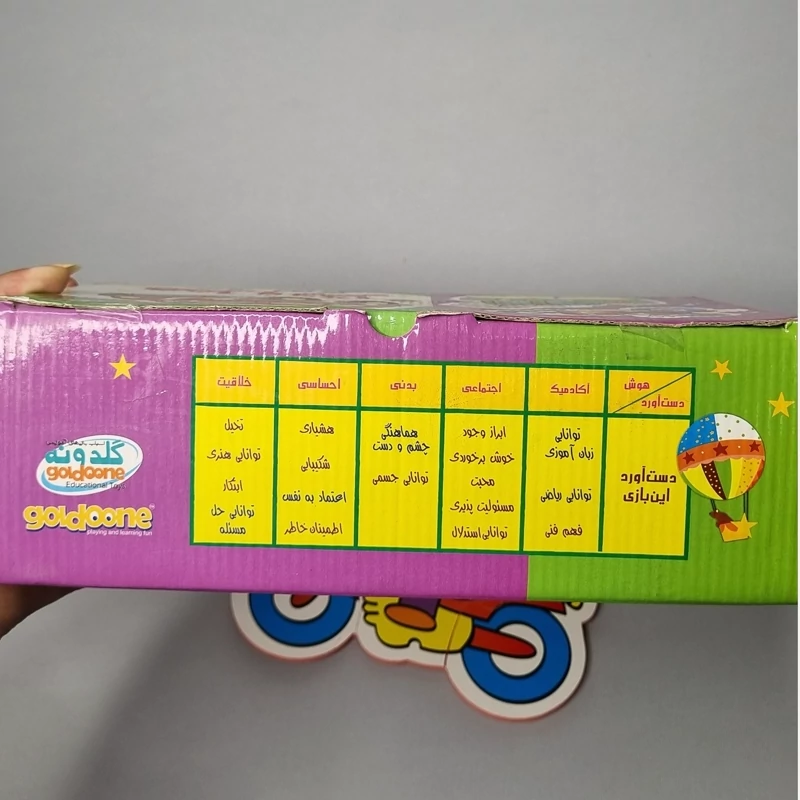 هوش
دست‌آورد
آکادمیک
اجتماعی
بدنی
احساسی
خلاقیت
دست‌آورد
این بازی
توانایی
زبان آموزی
توانایی ریاضی
فهم فنی
ابراز وجود
خوش برخوردی
محبت
مسئولیت پذیری
توانایی استدلال
هماهنگی
چشم و دست
توانایی جسمی
هشیاری
شکیبایی
اعتماد به نفس
اطمینان خاطر
تخیل
توانایی هنری
ابتکار
توانایی حل
مسئله
گلدونه
goldoone
Educational Toys
goldoone
playing and learning fun